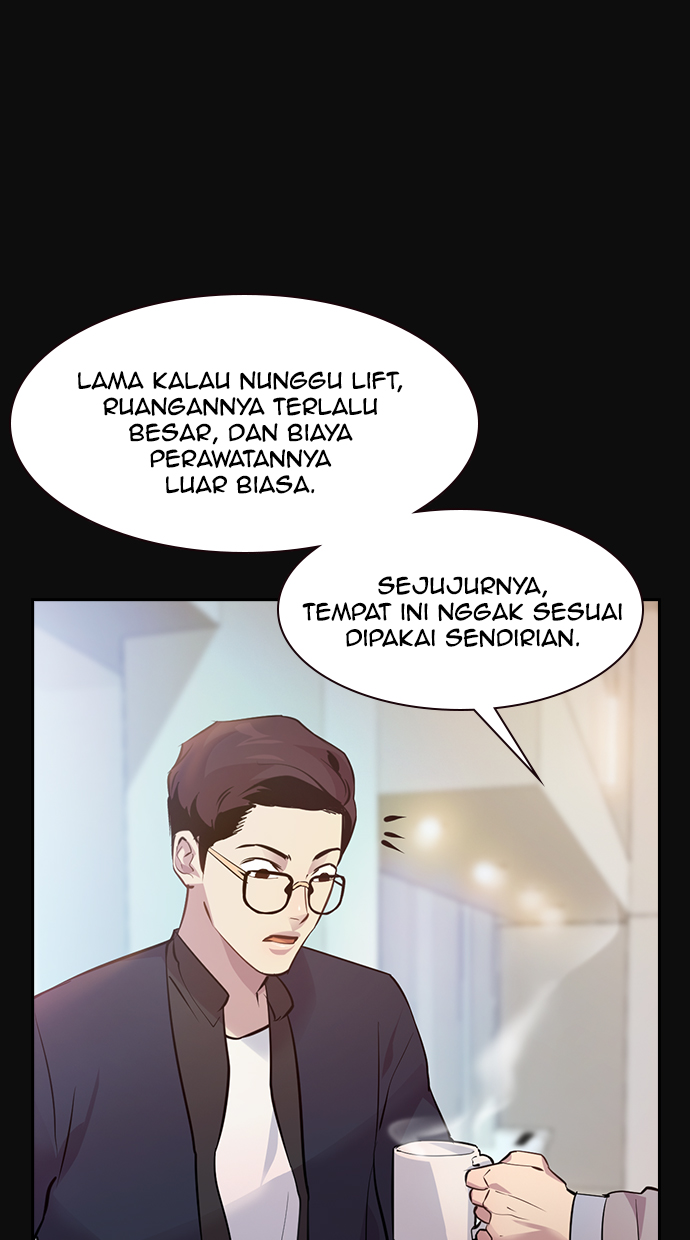 LAMA KALAU NUNGGU LIFT,
RUANGANNYA TERLALU
BESAR, DAN BIAYA
PERAWATANNYA
LUAR BIASA.
SEJUJURNYA,
TEMPAT INI NGGAK SESUAI
DIPAKAI SENDIRIAN.